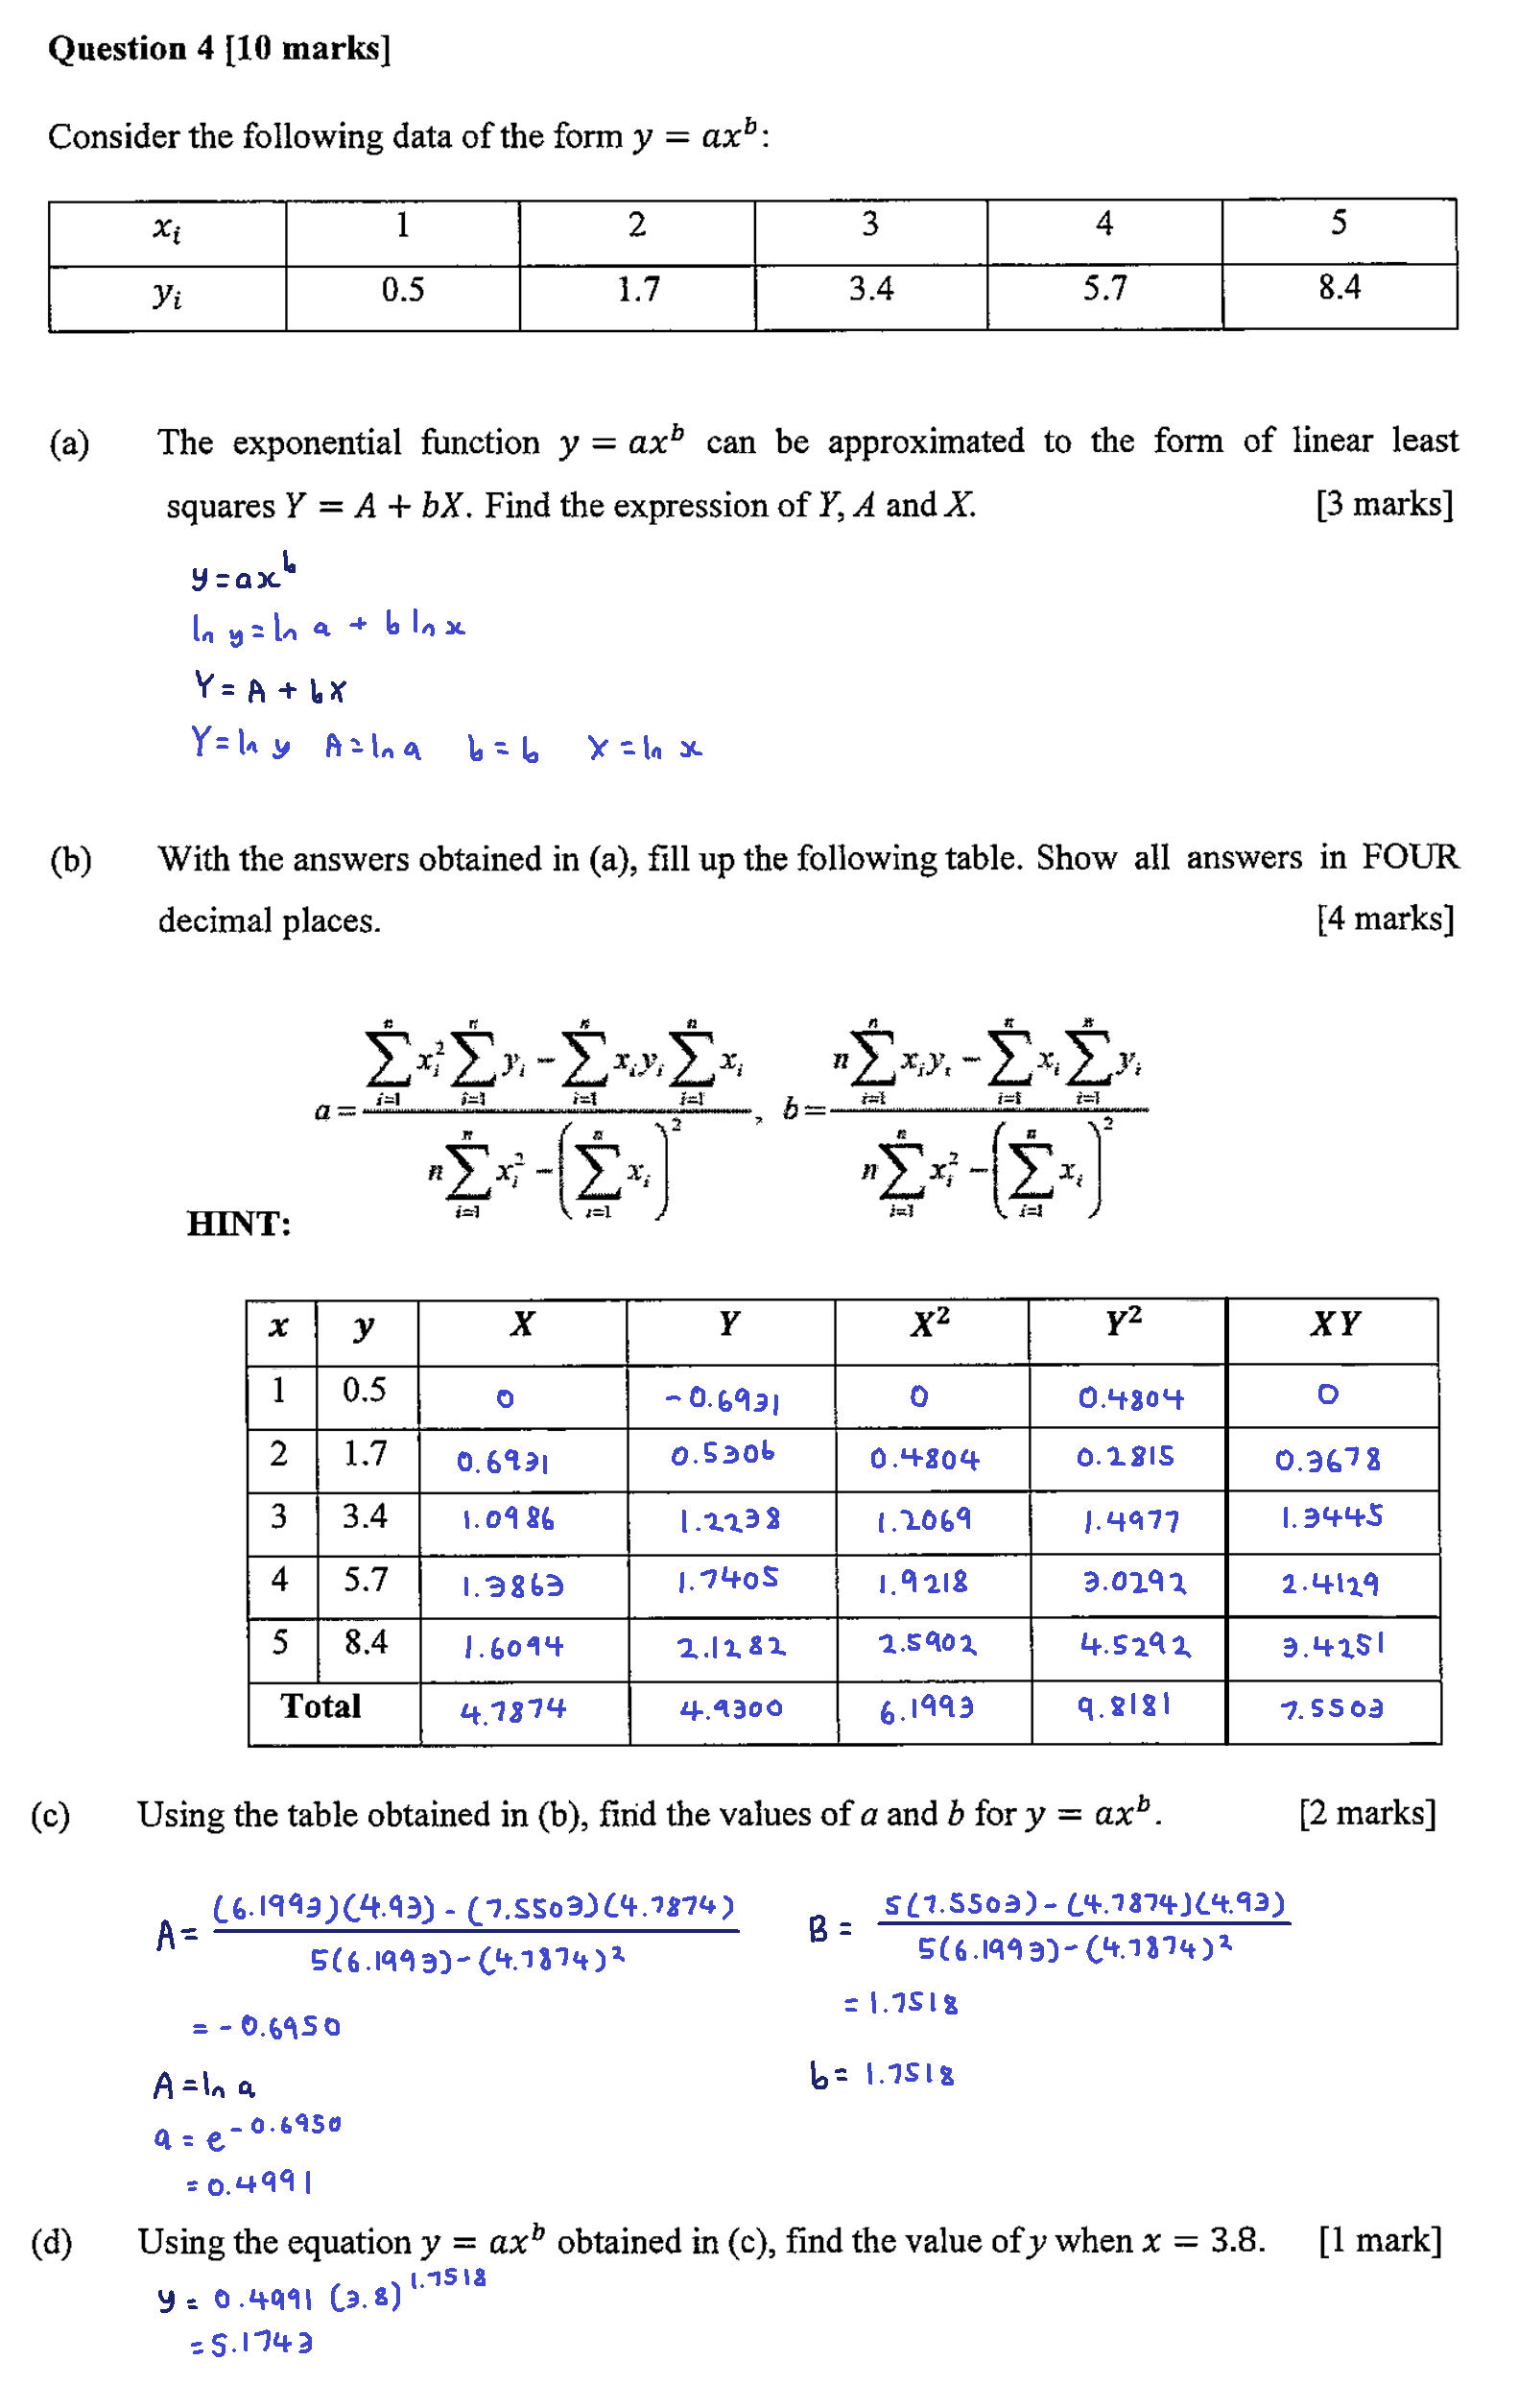 Question 4 [10 marks]
Consider the following data of the form y = ax^b:
x_i 1 2 3 4 5
y_i 0.5 1.7 3.4 5.7 8.4
(a) The exponential function y = ax^b can be approximated to the form of linear least
squares Y = A + bX. Find the expression of Y, A and X. [3 marks]
y = ax^b
ln y = ln a + b ln x
Y = A + bX
Y = ln y A = ln a b = b X = ln x
(b) With the answers obtained in (a), fill up the following table. Show all answers in FOUR
decimal places. [4 marks]
HINT: a = \frac{\sum_{i=1}^{n} x_i^2 \sum_{i=1}^{n} y_i - \sum_{i=1}^{n} x_i y_i \sum_{i=1}^{n} x_i}{n \sum_{i=1}^{n} x_i^2 - \left( \sum_{i=1}^{n} x_i \right)^2}, b = \frac{n \sum_{i=1}^{n} x_i y_i - \sum_{i=1}^{n} x_i \sum_{i=1}^{n} y_i}{n \sum_{i=1}^{n} x_i^2 - \left( \sum_{i=1}^{n} x_i \right)^2}
x y X Y X² Y² XY
1 0.5 0 -0.6931 0 0.4804 0
2 1.7 0.6931 0.5306 0.4804 0.2815 0.3678
3 3.4 1.0986 1.2238 1.2069 1.4977 1.3445
4 5.7 1.3863 1.7405 1.9218 3.0292 2.4129
5 8.4 1.6094 2.1282 2.5902 4.5292 3.4251
Total 4.7874 4.9300 6.1993 9.8181 7.5503
(c) Using the table obtained in (b), find the values of a and b for y = ax^b. [2 marks]
A = \frac{(6.1993)(4.93) - (7.5503)(4.7874)}{5(6.1993) - (4.7874)^2} B = \frac{5(7.5503) - (4.7874)(4.93)}{5(6.1993) - (4.7874)^2}
= -0.6950 = 1.7518
A = ln a b = 1.7518
a = e^{-0.6950}
= 0.4991
(d) Using the equation y = ax^b obtained in (c), find the value of y when x = 3.8. [1 mark]
y = 0.4991 (3.8)^{1.7518}
= 5.1743